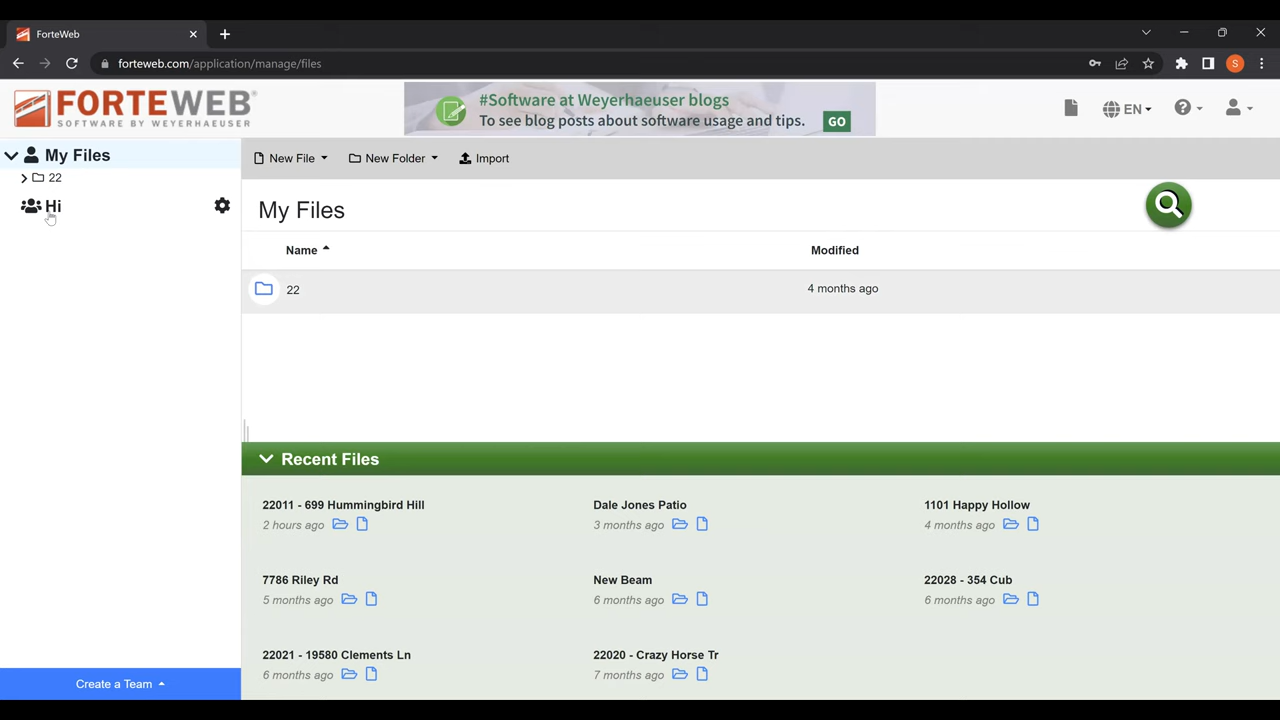 ForteWeb
forteweb.com/application/manage/files
S
FORTEWEB
SOFTWARE BY WEYERHAEUSER
#Software at Weyerhaeuser blogs
To see blog posts about software usage and tips.
GO
EN
My Files
22
Hi
New File
New Folder
Import
My Files
Name
Modified
22
4 months ago
Recent Files
22011 - 699 Hummingbird Hill
2 hours ago
Dale Jones Patio
3 months ago
1101 Happy Hollow
4 months ago
7786 Riley Rd
5 months ago
New Beam
6 months ago
22028 - 354 Cub
6 months ago
22021 - 19580 Clements Ln
6 months ago
22020 - Crazy Horse Tr
7 months ago
Create a Team